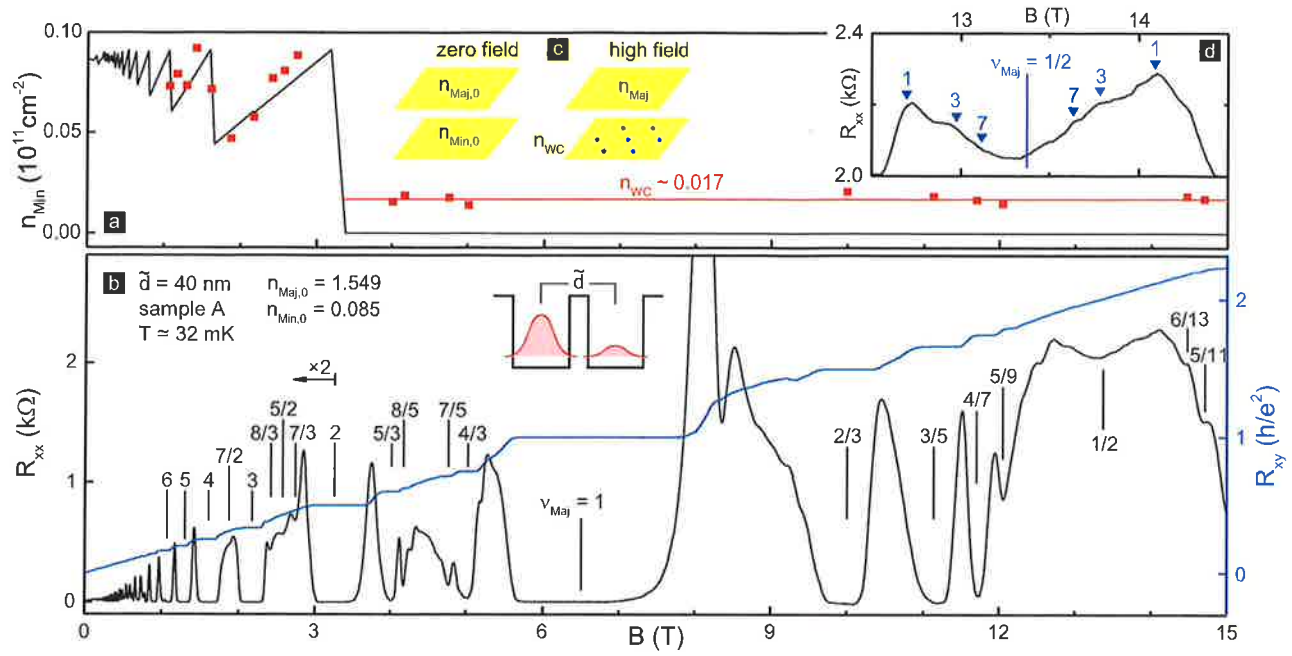 B (T)
13
14
0.10
0.05
0.00
n_Min (10^11 cm^-2)
a
zero field
c
high field
n_Maj,0
n_Maj
n_Min,0
n_WC
n_WC ~ 0.017
2.4
2.0
R_xx (kΩ)
d
ν_Maj = 1/2
1
3
7
7
3
1
b
d̃ = 40 nm
n_Maj,0 = 1.549
sample A
n_Min,0 = 0.085
T ≃ 32 mK
d̃
×2
6
5
4
7/2
3
8/3
5/2
7/3
2
5/3
8/5
7/5
4/3
ν_Maj = 1
2/3
3/5
4/7
5/9
1/2
6/13
5/11
R_xx (kΩ)
2
1
0
R_xy (h/e^2)
2
1
0
0
3
6
9
12
15
B (T)